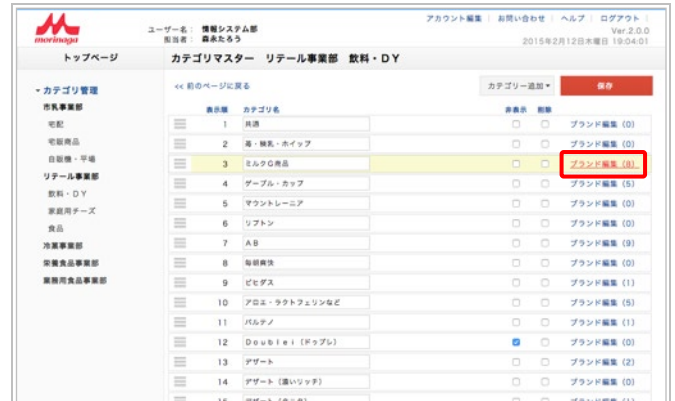 morinaga
ユーザー名： 情報システム部
担当者： 森永たろう
アカウント編集 | お問い合わせ | ヘルプ | ログアウト |
Ver.2.0.0
2015年2月12日木曜日 19:04:01
トップページ
カテゴリマスター リテール事業部 飲料・DY
カテゴリ管理
市乳事業部
宅配
宅販商品
自販機・平場
リテール事業部
飲料・DY
家庭用チーズ
食品
冷菓事業部
栄養食品事業部
業務用食品事業部
<< 前のページに戻る
カテゴリー追加
保存
表示順 カテゴリ名 非表示 削除
1 共通 ブランド編集 (0)
2 苺・練乳・ホイップ ブランド編集 (0)
3 ミルクG商品 ブランド編集 (8)
4 ゲーブル・カップ ブランド編集 (5)
5 マウントレーニア ブランド編集 (0)
6 リプトン ブランド編集 (0)
7 AB ブランド編集 (9)
8 毎朝爽快 ブランド編集 (0)
9 ビヒダス ブランド編集 (1)
10 アロエ・ラクトフェリンなど ブランド編集 (5)
11 パルテノ ブランド編集 (1)
12 Doublei (ドゥブレ) ブランド編集 (0)
13 デザート ブランド編集 (2)
14 デザート (濃いリッチ) ブランド編集 (0)